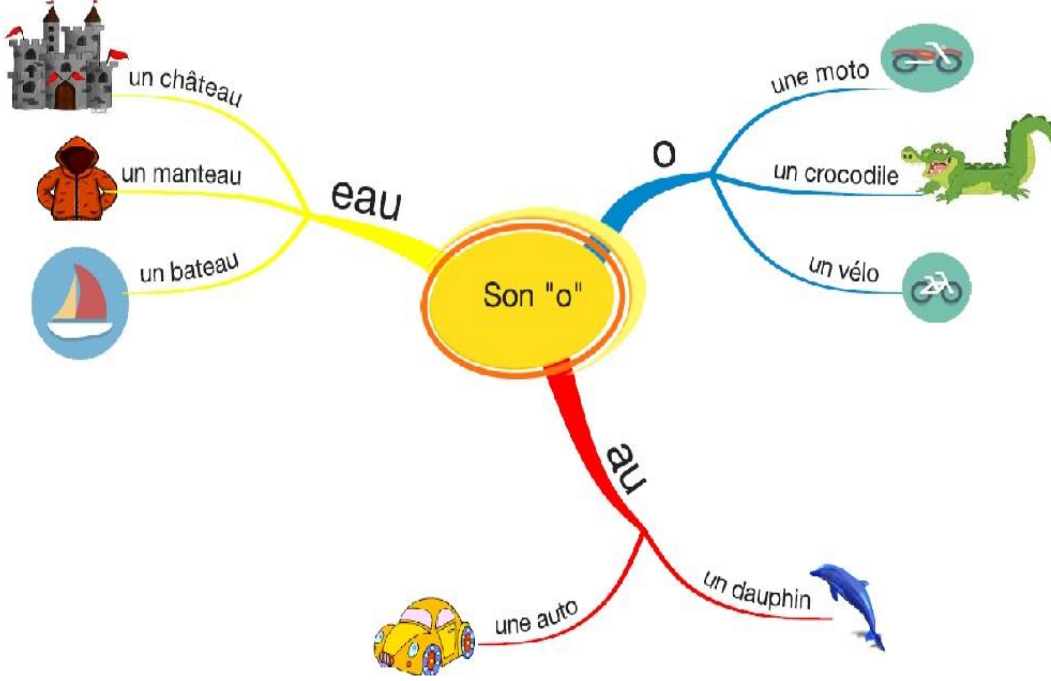 Son "o"
eau
un château
un manteau
un bateau
o
une moto
un crocodile
un vélo
au
une auto
un dauphin